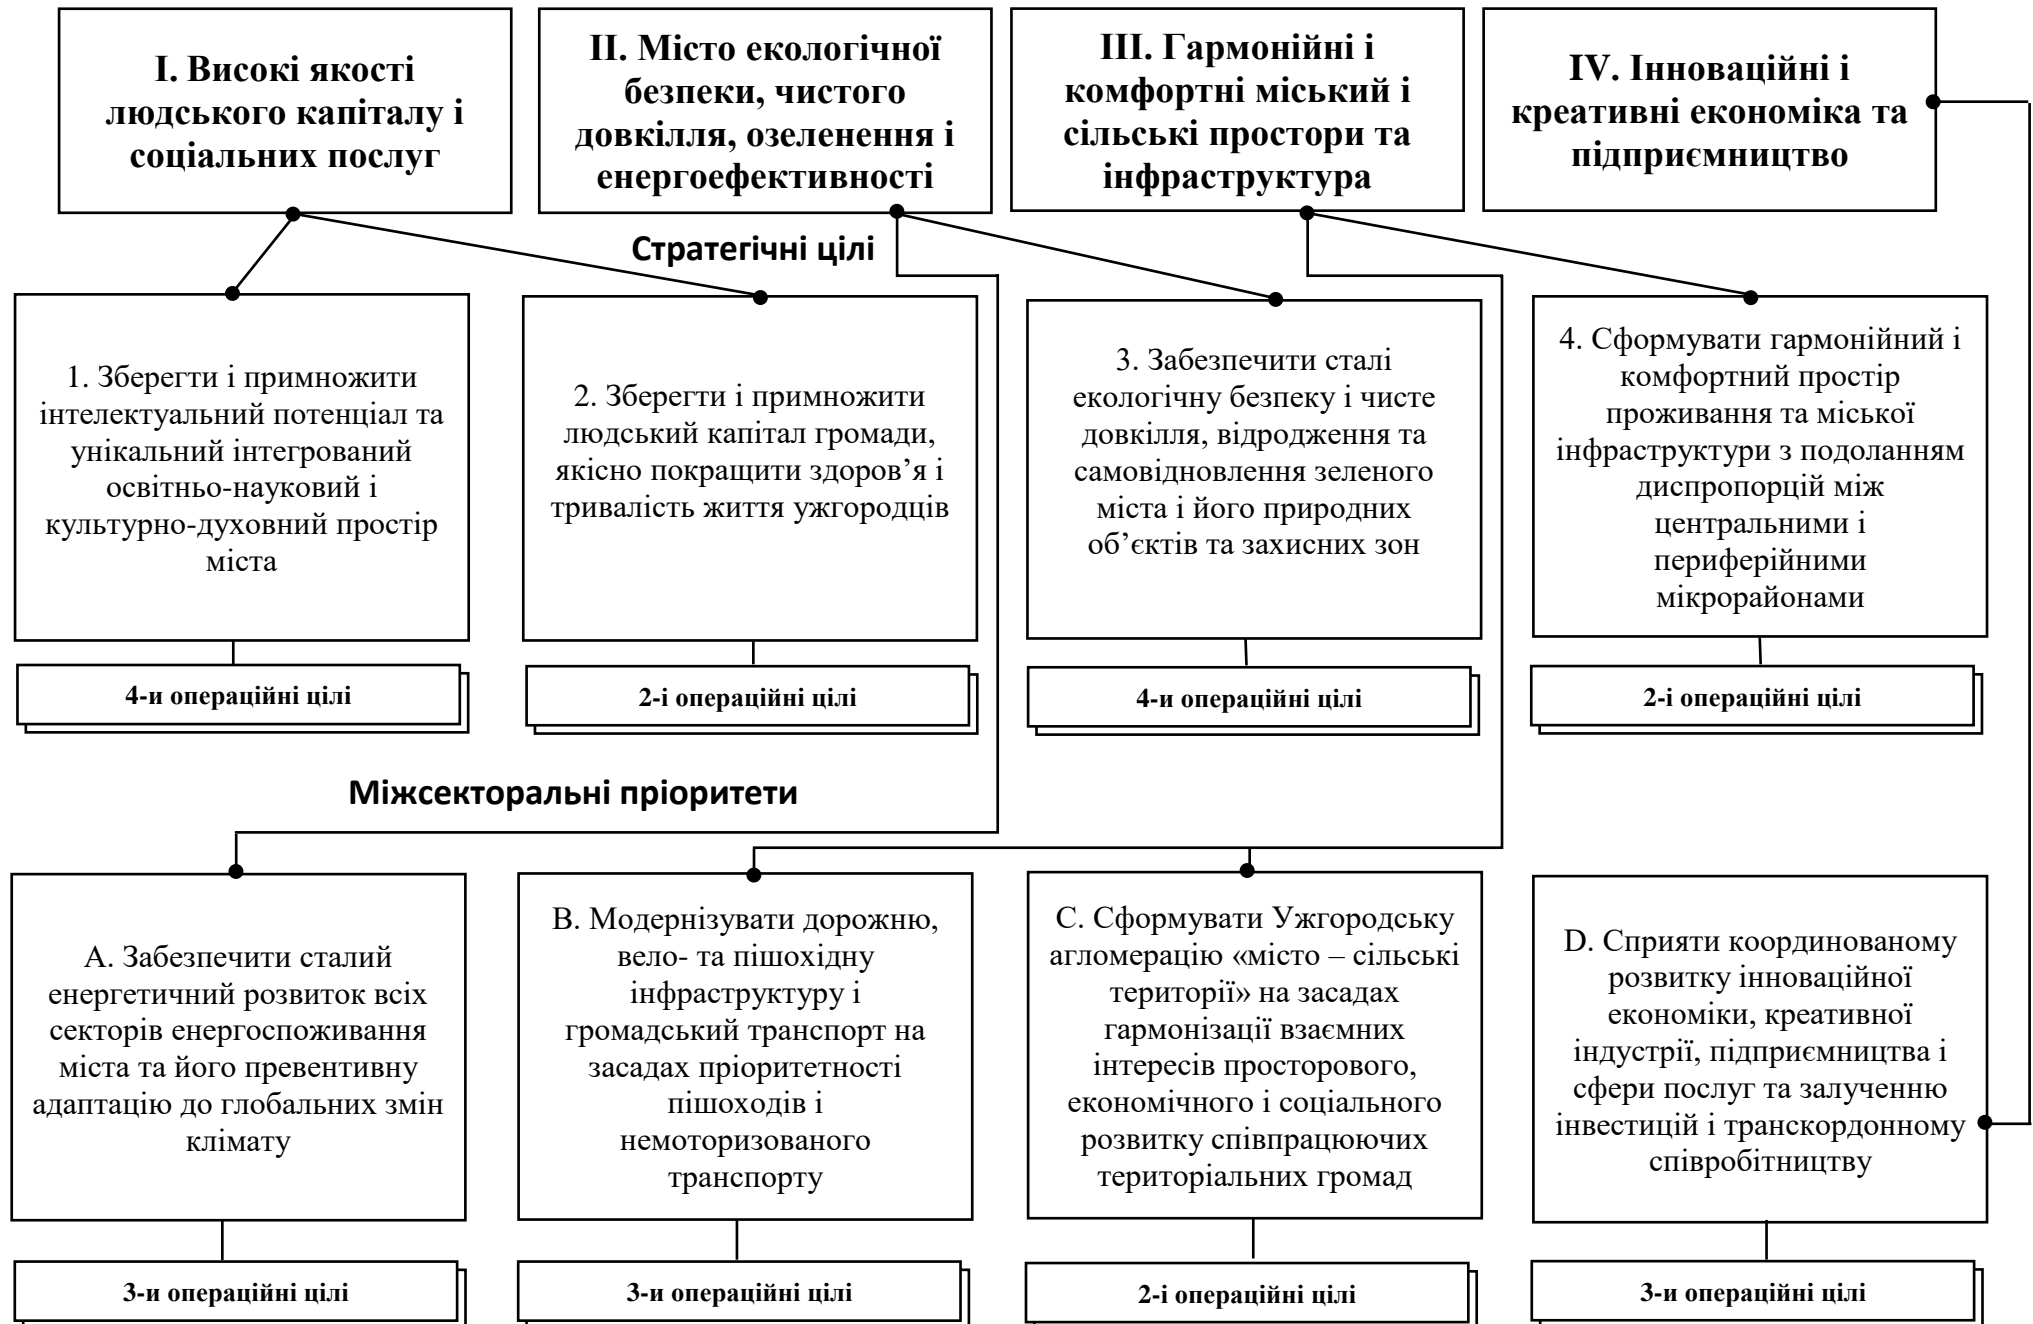 І. Високі якості
людського капіталу і
соціальних послуг
ІІ. Місто екологічної
безпеки, чистого
довкілля, озеленення і
енергоефективності
ІІІ. Гармонійні і
комфортні міський і
сільські простори та
інфраструктура
IV. Інноваційні і
креативні економіка та
підприємництво
Стратегічні цілі
1. Зберегти і примножити
інтелектуальний потенціал та
унікальний інтегрований
освітньо-науковий і
культурно-духовний простір
міста
2. Зберегти і примножити
людський капітал громади,
якісно покращити здоров’я і
тривалість життя ужгородців
3. Забезпечити сталі
екологічну безпеку і чисте
довкілля, відродження та
самовідновлення зеленого
міста і його природних
об’єктів та захисних зон
4. Сформувати гармонійний і
комфортний простір
проживання та міської
інфраструктури з подоланням
диспропорцій між
центральними і
периферійними
мікрорайонами
4-и операційні цілі
2-і операційні цілі
4-и операційні цілі
2-і операційні цілі
Міжсекторальні пріоритети
А. Забезпечити сталий
енергетичний розвиток всіх
секторів енергоспоживання
міста та його превентивну
адаптацію до глобальних змін
клімату
В. Модернізувати дорожню,
вело- та пішохідну
інфраструктуру і
громадський транспорт на
засадах пріоритетності
пішоходів і
немоторизованого
транспорту
С. Сформувати Ужгородську
агломерацію «місто – сільські
території» на засадах
гармонізації взаємних
інтересів просторового,
економічного і соціального
розвитку співпрацюючих
територіальних громад
D. Сприяти координованому
розвитку інноваційної
економіки, креативної
індустрії, підприємництва і
сфери послуг та залученню
інвестицій і транскордонному
співробітництву
3-и операційні цілі
3-и операційні цілі
2-і операційні цілі
3-и операційні цілі